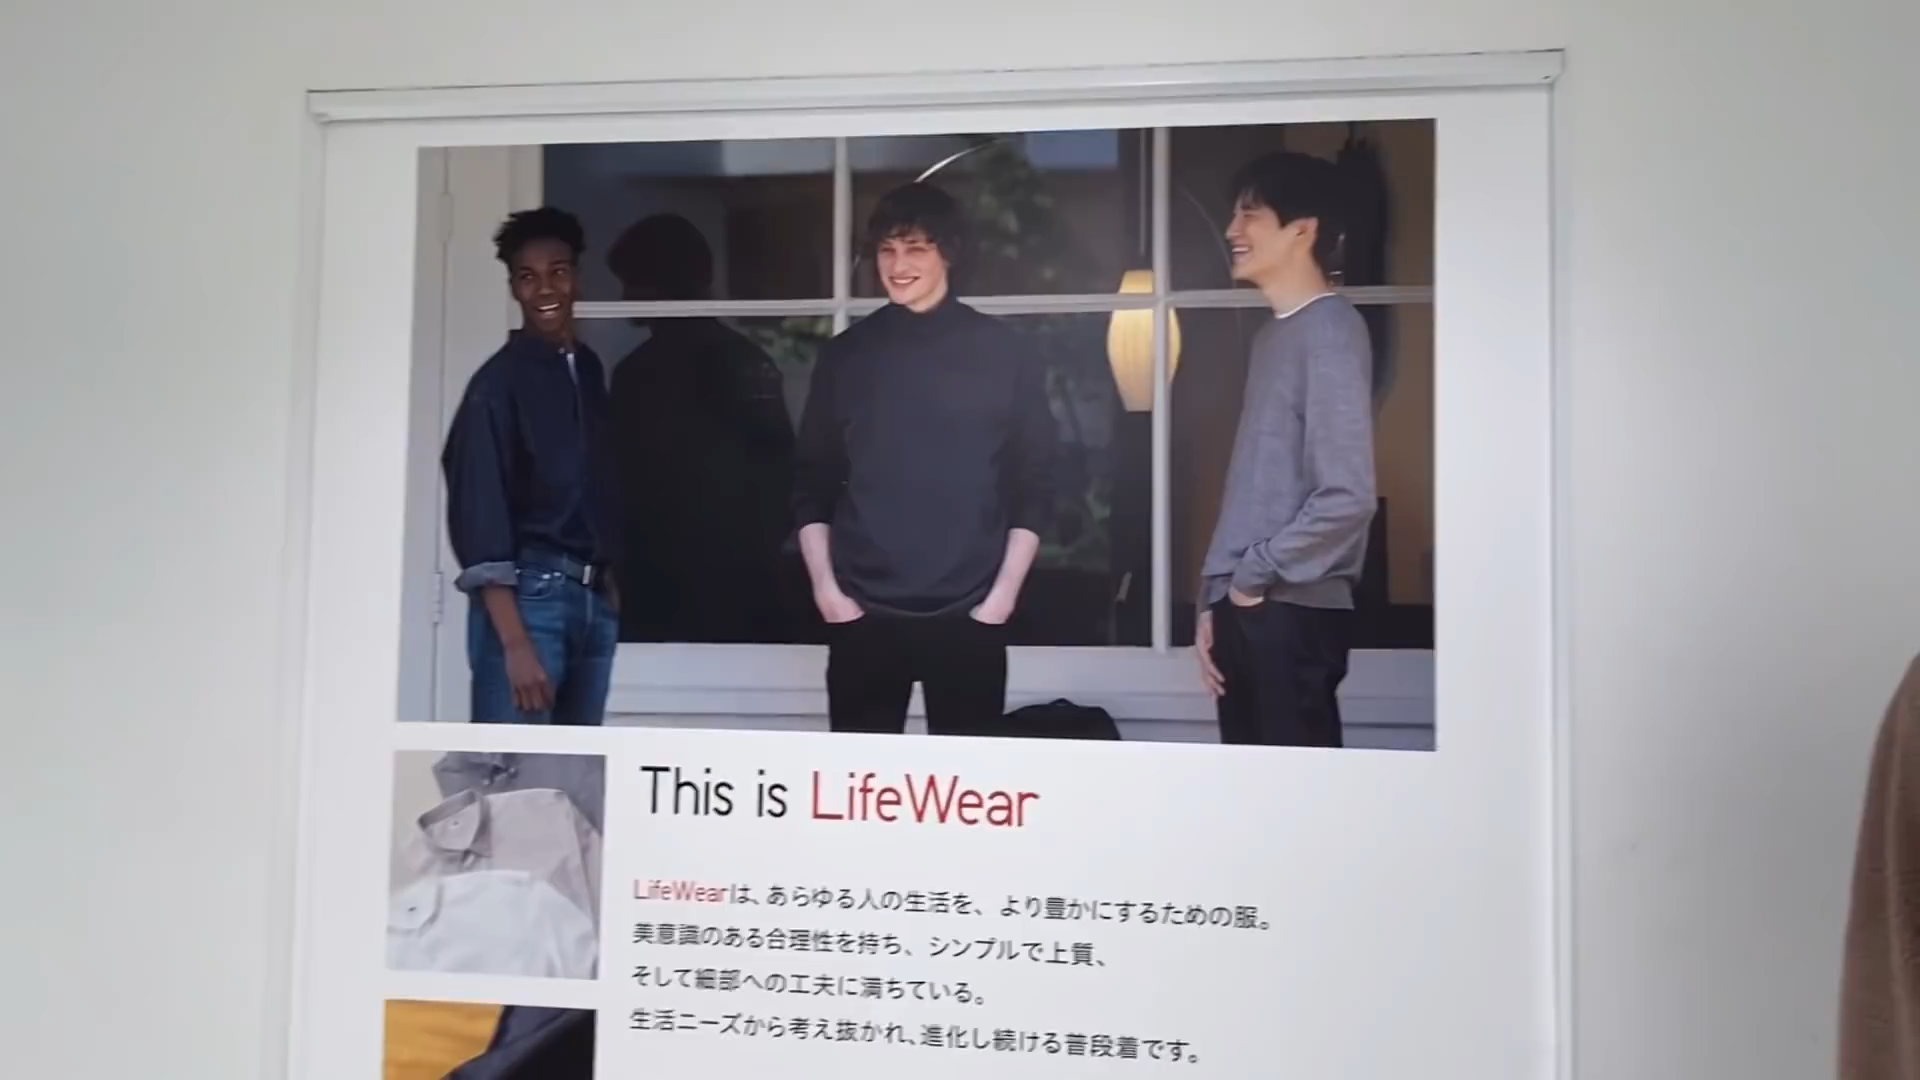 This is LifeWear
LifeWearは、あらゆる人の生活を、より豊かにするための服。
美意識のある合理性を持ち、シンプルで上質、
そして細部への工夫に満ちている。
生活ニーズから考え抜かれ、進化し続ける普段着です。